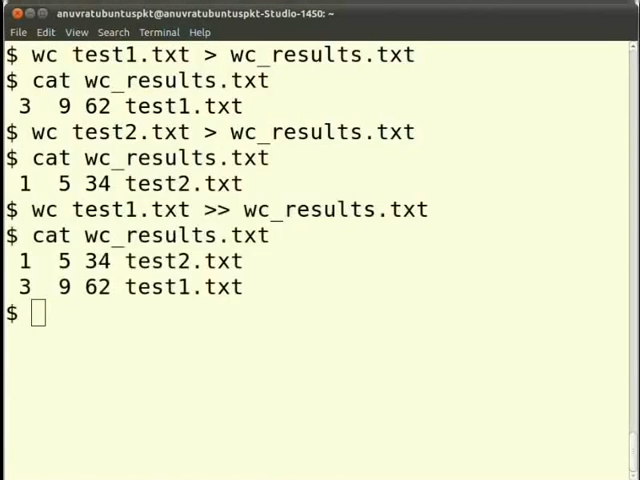 anuvratubuntuspkt@anuvratubuntuspkt-Studio-1450: ~
File Edit View Search Terminal Help
$ wc test1.txt > wc_results.txt
$ cat wc_results.txt
 3  9 62 test1.txt
$ wc test2.txt > wc_results.txt
$ cat wc_results.txt
 1  5 34 test2.txt
$ wc test1.txt >> wc_results.txt
$ cat wc_results.txt
 1  5 34 test2.txt
 3  9 62 test1.txt
$